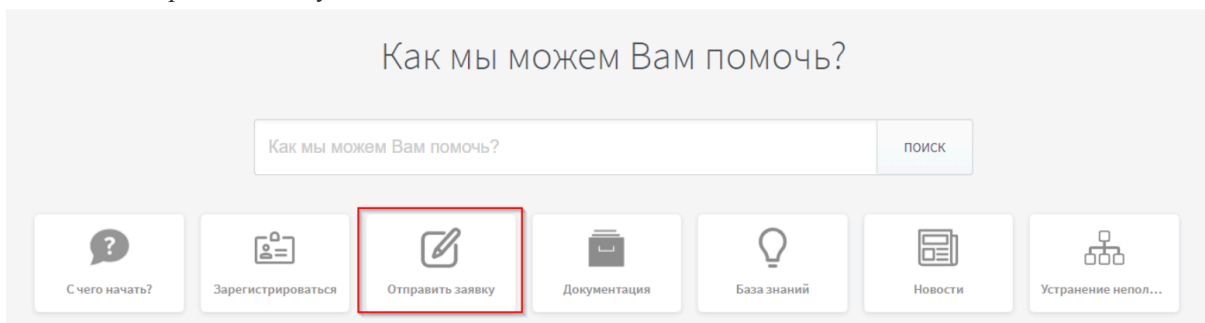 Как мы можем Вам помочь?
Как мы можем Вам помочь?
ПОИСК
С чего начать?
Зарегистрироваться
Отправить заявку
Документация
База знаний
Новости
Устранение непол...